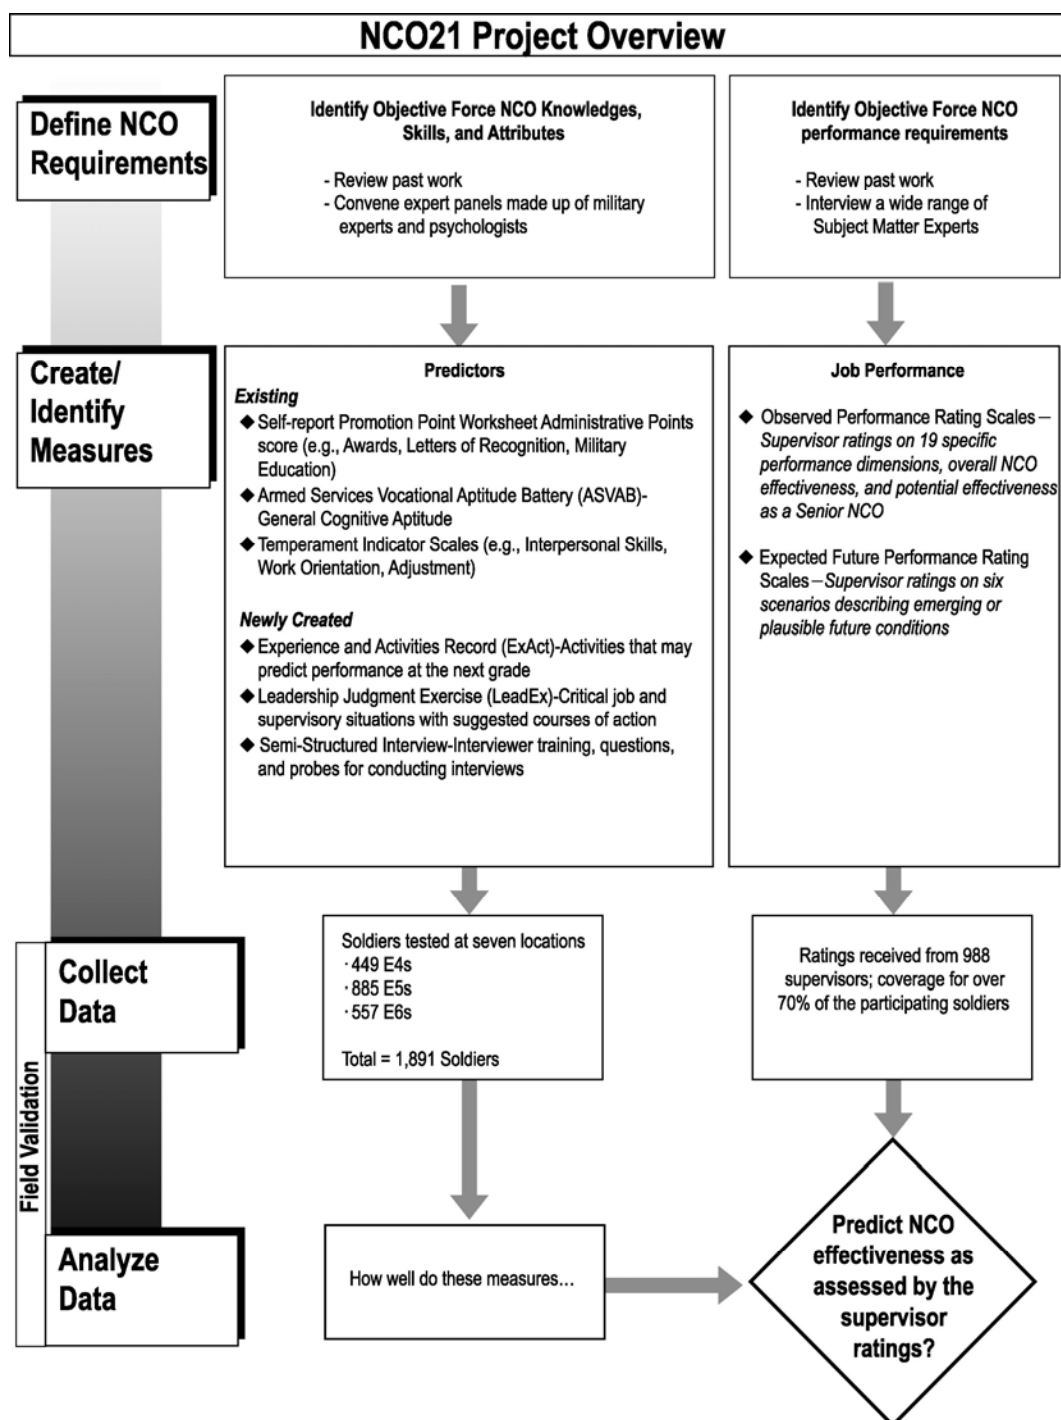 NCO21 Project Overview
Define NCO
Requirements
Identify Objective Force NCO Knowledges,
Skills, and Attributes
- Review past work
- Convene expert panels made up of military
experts and psychologists
Identify Objective Force NCO
performance requirements
- Review past work
- Interview a wide range of
Subject Matter Experts
Create/
Identify
Measures
Predictors
Existing
◆ Self-report Promotion Point Worksheet Administrative Points
score (e.g., Awards, Letters of Recognition, Military
Education)
◆ Armed Services Vocational Aptitude Battery (ASVAB)-
General Cognitive Aptitude
◆ Temperament Indicator Scales (e.g., Interpersonal Skills,
Work Orientation, Adjustment)
Newly Created
◆ Experience and Activities Record (ExAct)-Activities that may
predict performance at the next grade
◆ Leadership Judgment Exercise (LeadEx)-Critical job and
supervisory situations with suggested courses of action
◆ Semi-Structured Interview-Interviewer training, questions,
and probes for conducting interviews
Job Performance
◆ Observed Performance Rating Scales—
Supervisor ratings on 19 specific
performance dimensions, overall NCO
effectiveness, and potential effectiveness
as a Senior NCO
◆ Expected Future Performance Rating
Scales—Supervisor ratings on six
scenarios describing emerging or
plausible future conditions
Field Validation
Collect
Data
Soldiers tested at seven locations
· 449 E4s
· 885 E5s
· 557 E6s
Total = 1,891 Soldiers
Ratings received from 988
supervisors; coverage for over
70% of the participating soldiers
Analyze
Data
How well do these measures...
Predict NCO
effectiveness as
assessed by the
supervisor
ratings?